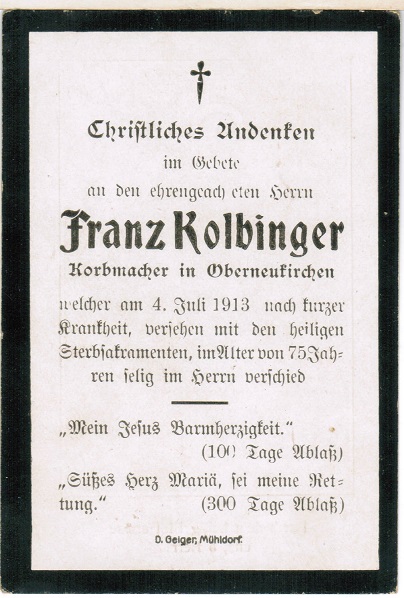 Christliches Andenken
im Gebete
an den ehrengeachteten Herrn
Franz Kolbinger
Korbmacher in Oberneukirchen
welcher am 4. Juli 1913 nach kurzer
Krankheit, versehen mit den heiligen
Sterbsakramenten, im Alter von 75 Jah-
ren selig im Herrn verschied
„Mein Jesus Barmherzigkeit."
(100 Tage Ablaß)
„Süßes Herz Mariä, sei meine Ret-
tung." (300 Tage Ablaß)
D. Geiger, Mühldorf.